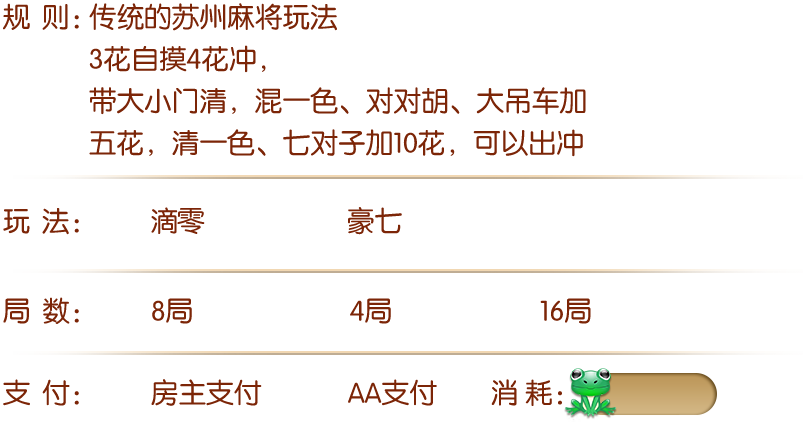 规 则：传统的苏州麻将玩法
3花自摸4花冲，
带大小门清，混一色、对对胡、大吊车加
五花，清一色、七对子加10花，可以出冲
玩 法： 滴零 豪七
局 数： 8局 4局 16局
支 付： 房主支付 AA支付 消 耗：